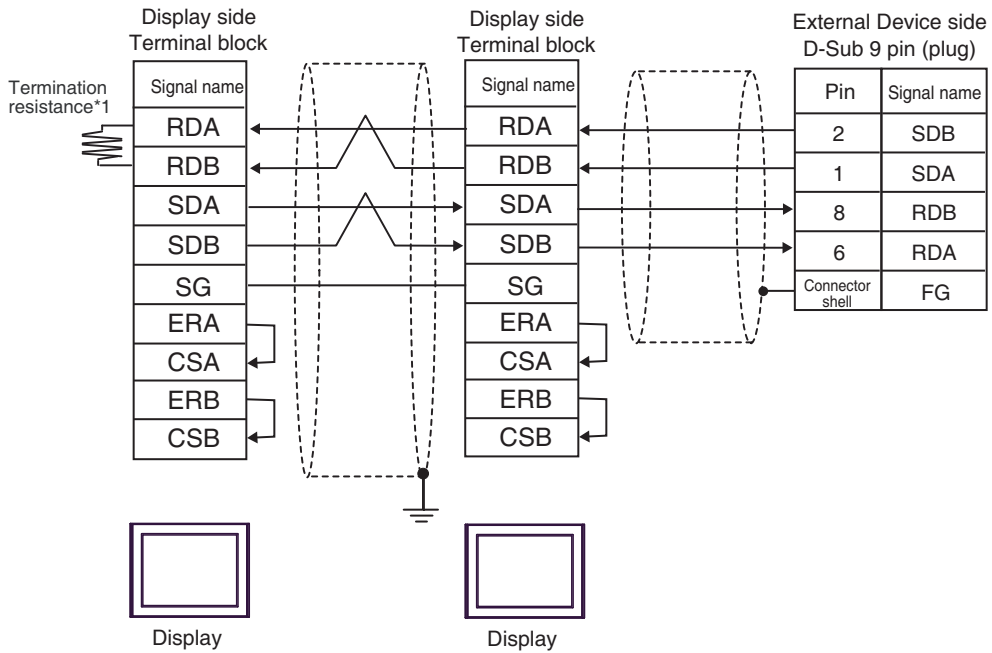 Display side
Terminal block
Display side
Terminal block
External Device side
D-Sub 9 pin (plug)
Termination
resistance*1
Signal name
RDA
RDB
SDA
SDB
SG
ERA
CSA
ERB
CSB
Signal name
RDA
RDB
SDA
SDB
SG
ERA
CSA
ERB
CSB
Pin Signal name
2 SDB
1 SDA
8 RDB
6 RDA
Connector
shell
FG
Display
Display